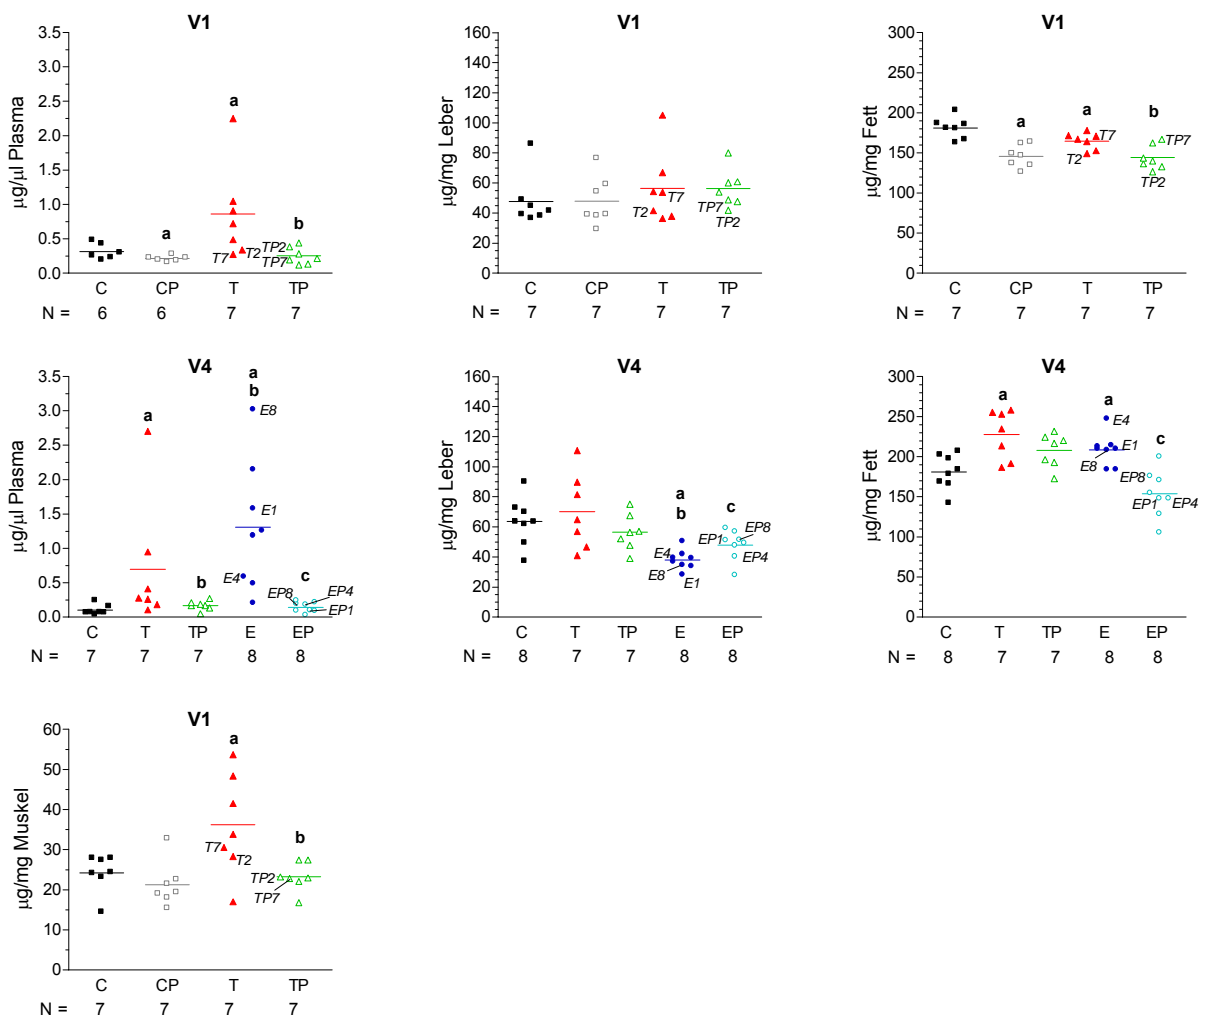 V1
3.5
3.0
2.5
2.0
1.5
1.0
0.5
0.0
µg/µl Plasma
a
a
b
T7
T2
TP2
TP7
C CP T TP
N = 6 6 7 7
V1
160
140
120
100
80
60
40
20
0
µg/mg Leber
T2
T7
TP7
TP2
C CP T TP
N = 7 7 7 7
V1
300
250
200
150
100
50
0
µg/mg Fett
a
a
b
T2
T7
TP7
TP2
C CP T TP
N = 7 7 7 7
V4
3.5
3.0
2.5
2.0
1.5
1.0
0.5
0.0
µg/µl Plasma
a
b
a
b
c
E8
E1
E4
EP8
EP4
EP1
C T TP E EP
N = 7 7 7 8 8
V4
160
140
120
100
80
60
40
20
0
µg/mg Leber
a
b
c
E4
E8
E1
EP1
EP8
EP4
C T TP E EP
N = 8 7 7 8 8
V4
300
250
200
150
100
50
0
µg/mg Fett
a
a
c
E4
E1
E8
EP8
EP1
EP4
C T TP E EP
N = 8 7 7 8 8
V1
60
50
40
30
20
10
0
µg/mg Muskel
a
b
T7
T2
TP2
TP7
C CP T TP
N = 7 7 7 7